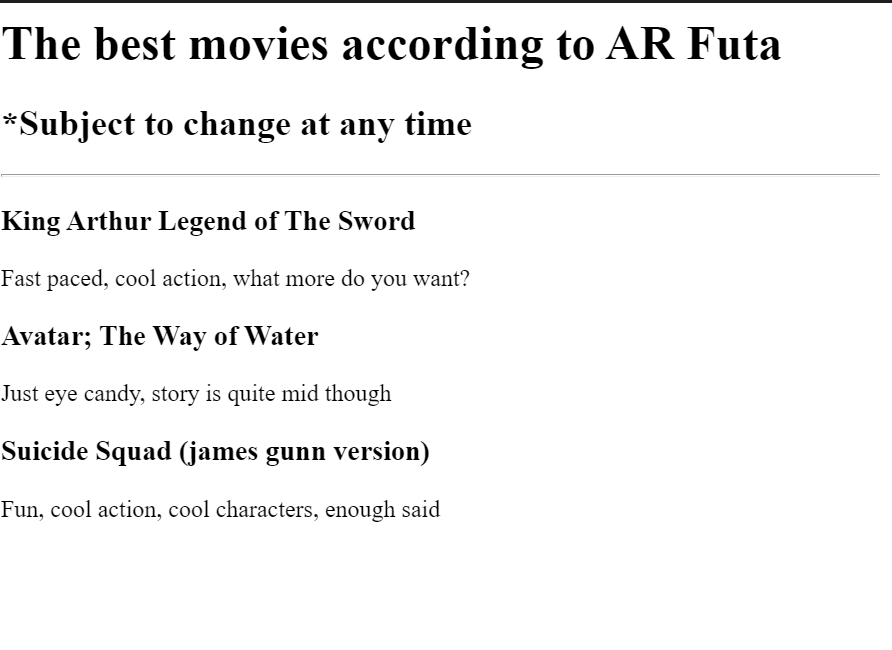 The best movies according to AR Futa
*Subject to change at any time
King Arthur Legend of The Sword
Fast paced, cool action, what more do you want?
Avatar; The Way of Water
Just eye candy, story is quite mid though
Suicide Squad (james gunn version)
Fun, cool action, cool characters, enough said